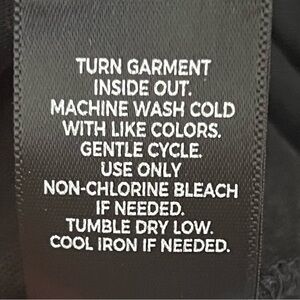 TURN GARMENT
INSIDE OUT.
MACHINE WASH COLD
WITH LIKE COLORS.
GENTLE CYCLE.
USE ONLY
NON-CHLORINE BLEACH
IF NEEDED.
TUMBLE DRY LOW.
COOL IRON IF NEEDED.